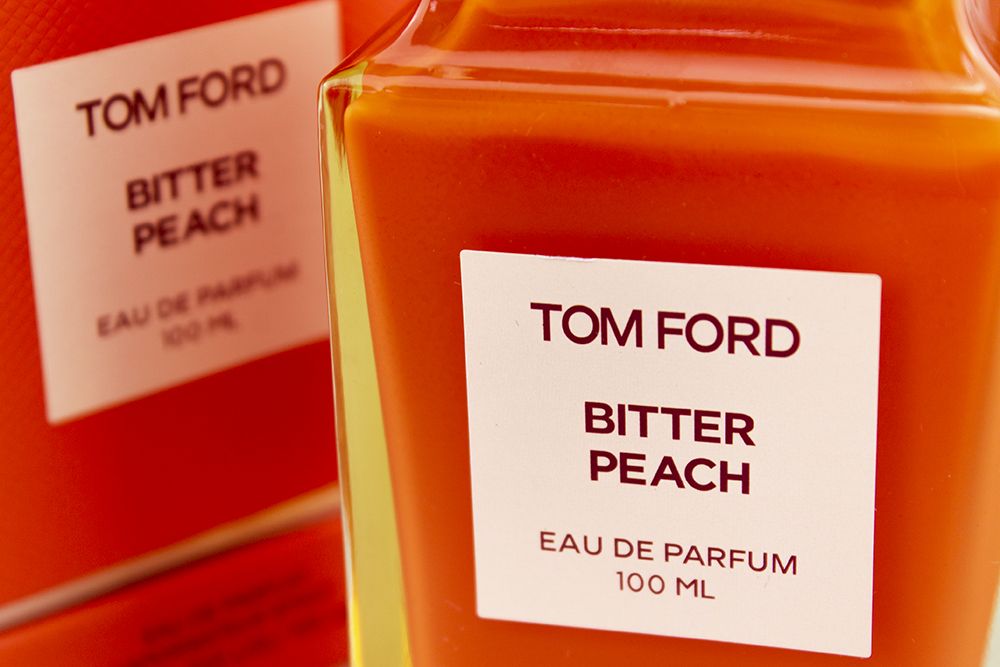 TOM FORD
BITTER
PEACH
EAU DE PARFUM
100 ML
TOM FORD
BITTER
PEACH
EAU DE PARFUM
100 ML